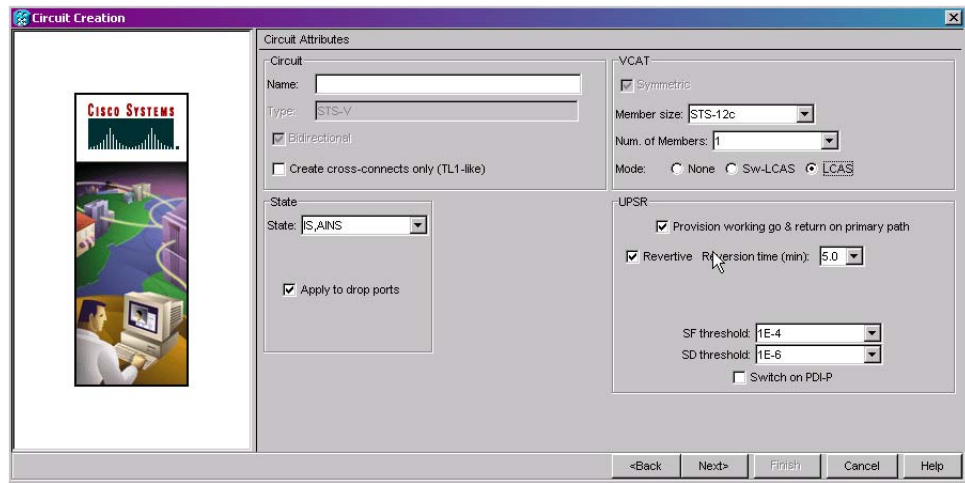 Circuit Creation
CISCO SYSTEMS
Circuit Attributes
Circuit
Name:
Type: STS-V
Bidirectional
Create cross-connects only (TL1-like)
State
State: IS,AINS
Apply to drop ports
VCAT
Symmetric
Member size: STS-12c
Num. of Members: 1
Mode: None Sw-LCAS LCAS
UPSR
Provision working go & return on primary path
Revertive Reversion time (min): 5.0
SF threshold: 1E-4
SD threshold: 1E-6
Switch on PDI-P
<Back Next> Finish Cancel Help